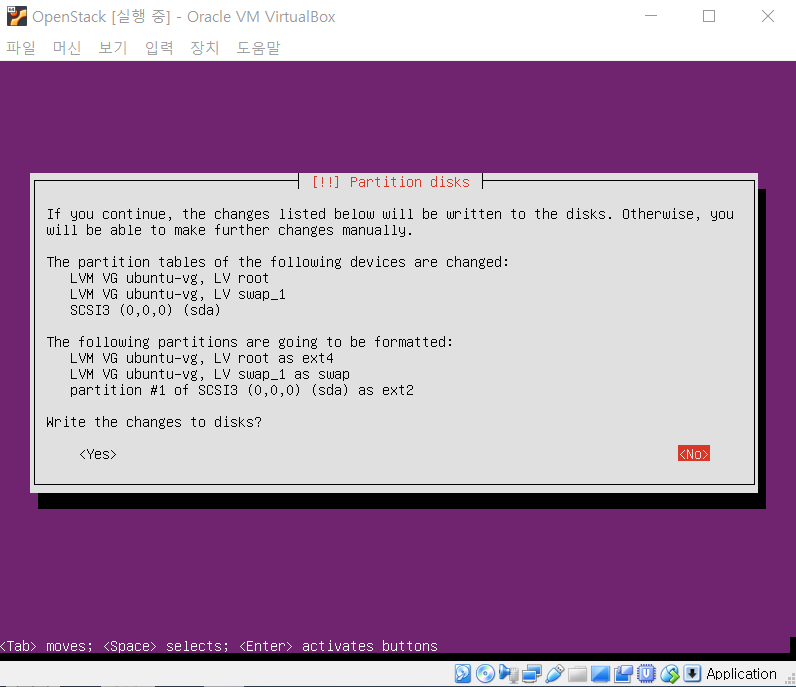 OpenStack [실행 중] - Oracle VM VirtualBox
파일 머신 보기 입력 장치 도움말
[!!] Partition disks
If you continue, the changes listed below will be written to the disks. Otherwise, you
will be able to make further changes manually.
The partition tables of the following devices are changed:
LVM VG ubuntu-vg, LV root
LVM VG ubuntu-vg, LV swap_1
SCSI3 (0,0,0) (sda)
The following partitions are going to be formatted:
LVM VG ubuntu-vg, LV root as ext4
LVM VG ubuntu-vg, LV swap_1 as swap
partition #1 of SCSI3 (0,0,0) (sda) as ext2
Write the changes to disks?
<Yes> <No>
<Tab> moves; <Space> selects; <Enter> activates buttons
Application